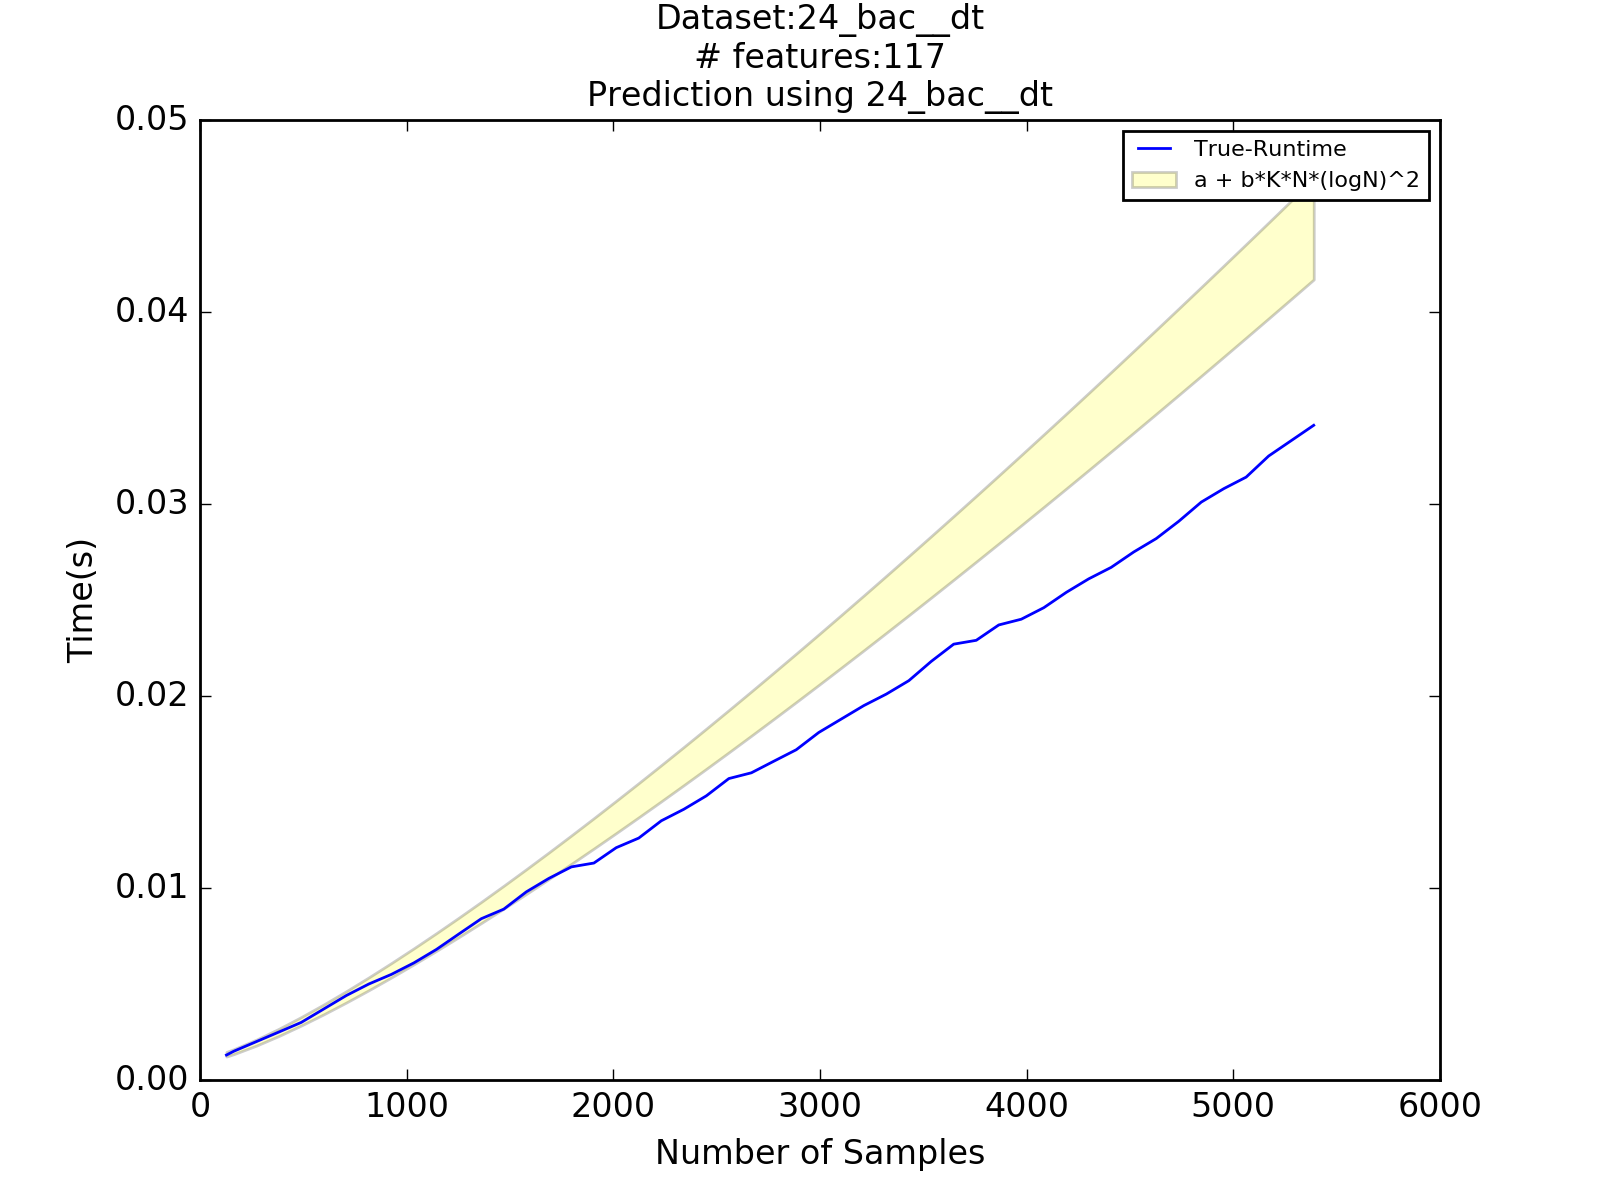 Dataset:24_bac__dt
# features:117
Prediction using 24_bac__dt
True-Runtime
a + b*K*N*(logN)^2
0.05
0.04
0.03
0.02
0.01
0.00
Time(s)
0 1000 2000 3000 4000 5000 6000
Number of Samples